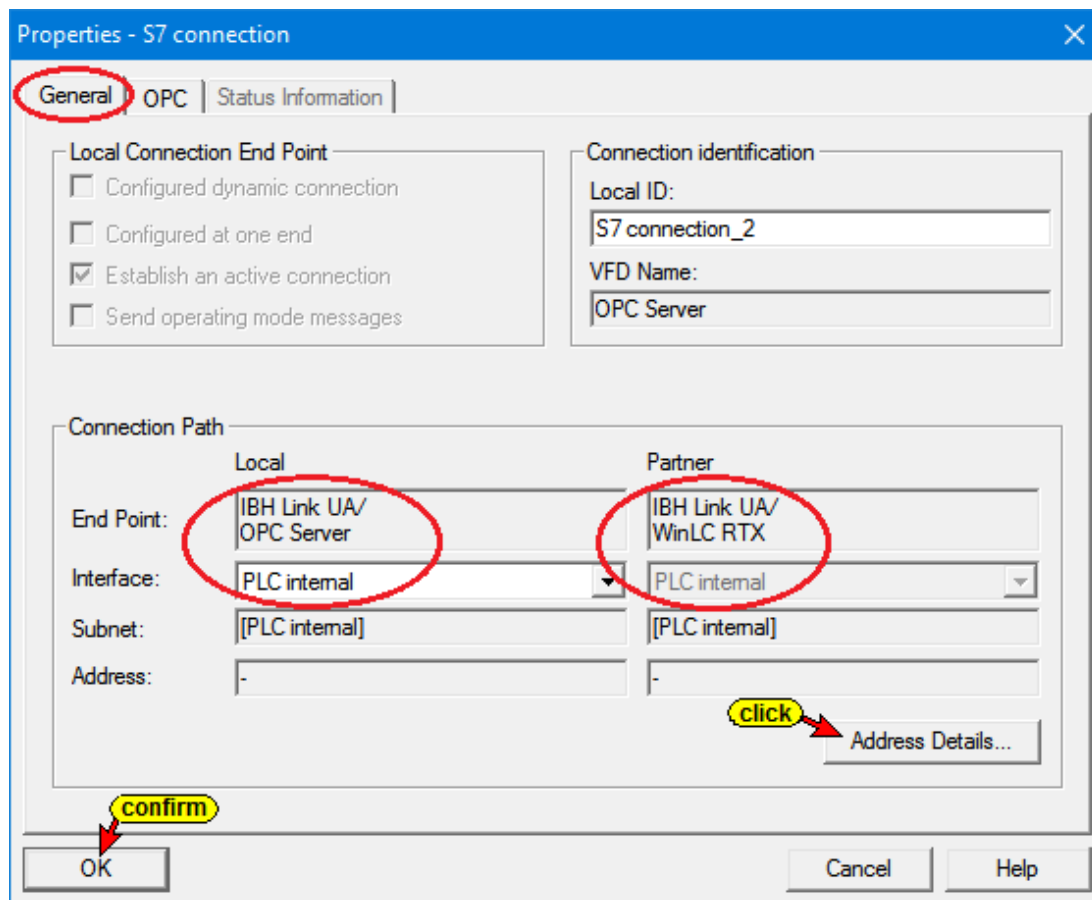 Properties - S7 connection
General OPC Status Information
Local Connection End Point
Configured dynamic connection
Configured at one end
Establish an active connection
Send operating mode messages
Connection identification
Local ID:
S7 connection_2
VFD Name:
OPC Server
Connection Path
Local Partner
End Point:
IBH Link UA/
OPC Server
IBH Link UA/
WinLC RTX
Interface: PLC internal PLC internal
Subnet: [PLC internal] [PLC internal]
Address: - -
click
Address Details...
confirm
OK Cancel Help